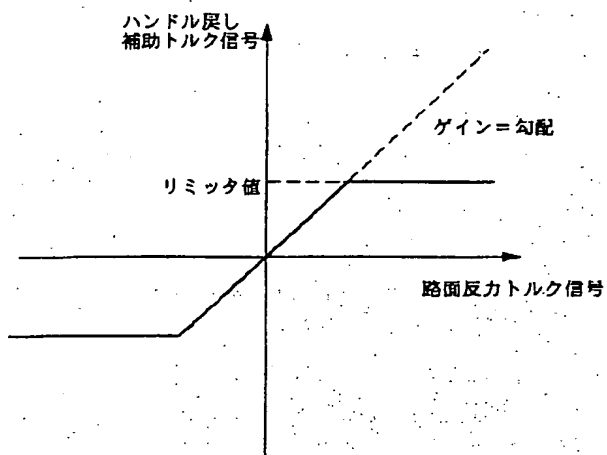 ハンドル戻し
補助トルク信号
ゲイン=勾配
リミッタ値
路面反力トルク信号